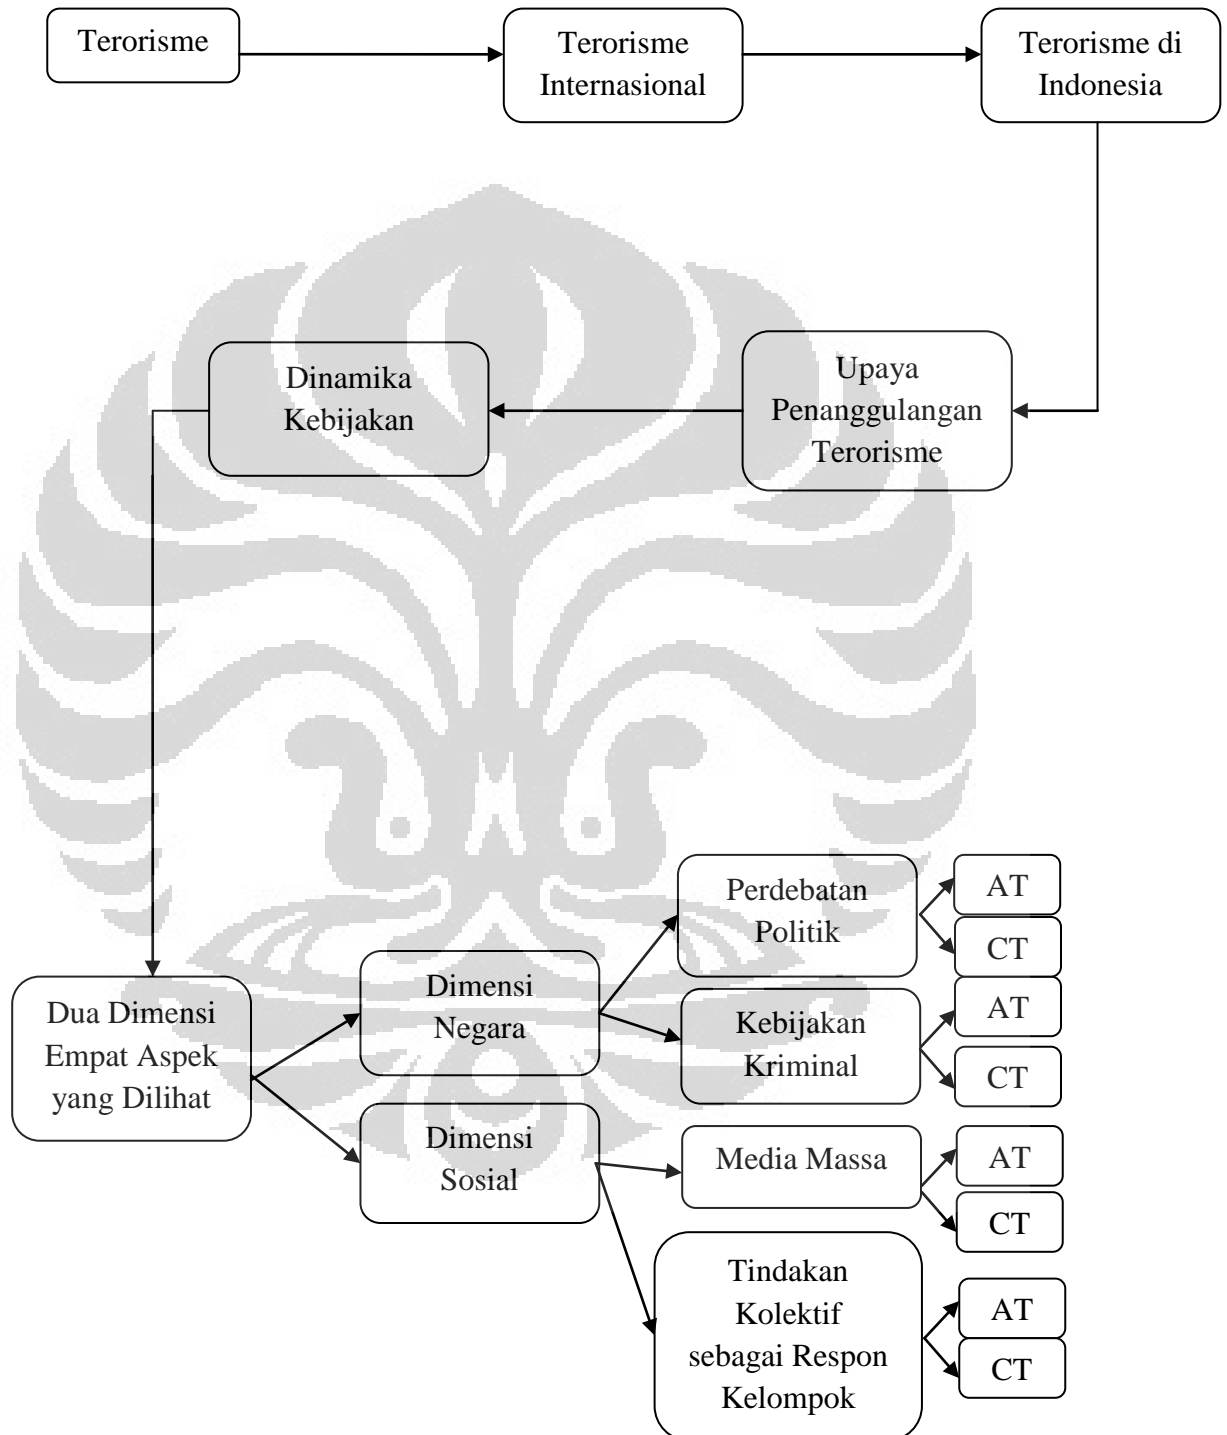 Terorisme
Terorisme
Internasional
Terorisme di
Indonesia
Dinamika
Kebijakan
Upaya
Penanggulangan
Terorisme
Dua Dimensi
Empat Aspek
yang Dilihat
Dimensi
Negara
Perdebatan
Politik
AT
CT
Kebijakan
Kriminal
AT
CT
Dimensi
Sosial
Media Massa
AT
CT
Tindakan
Kolektif
sebagai Respon
Kelompok
AT
CT